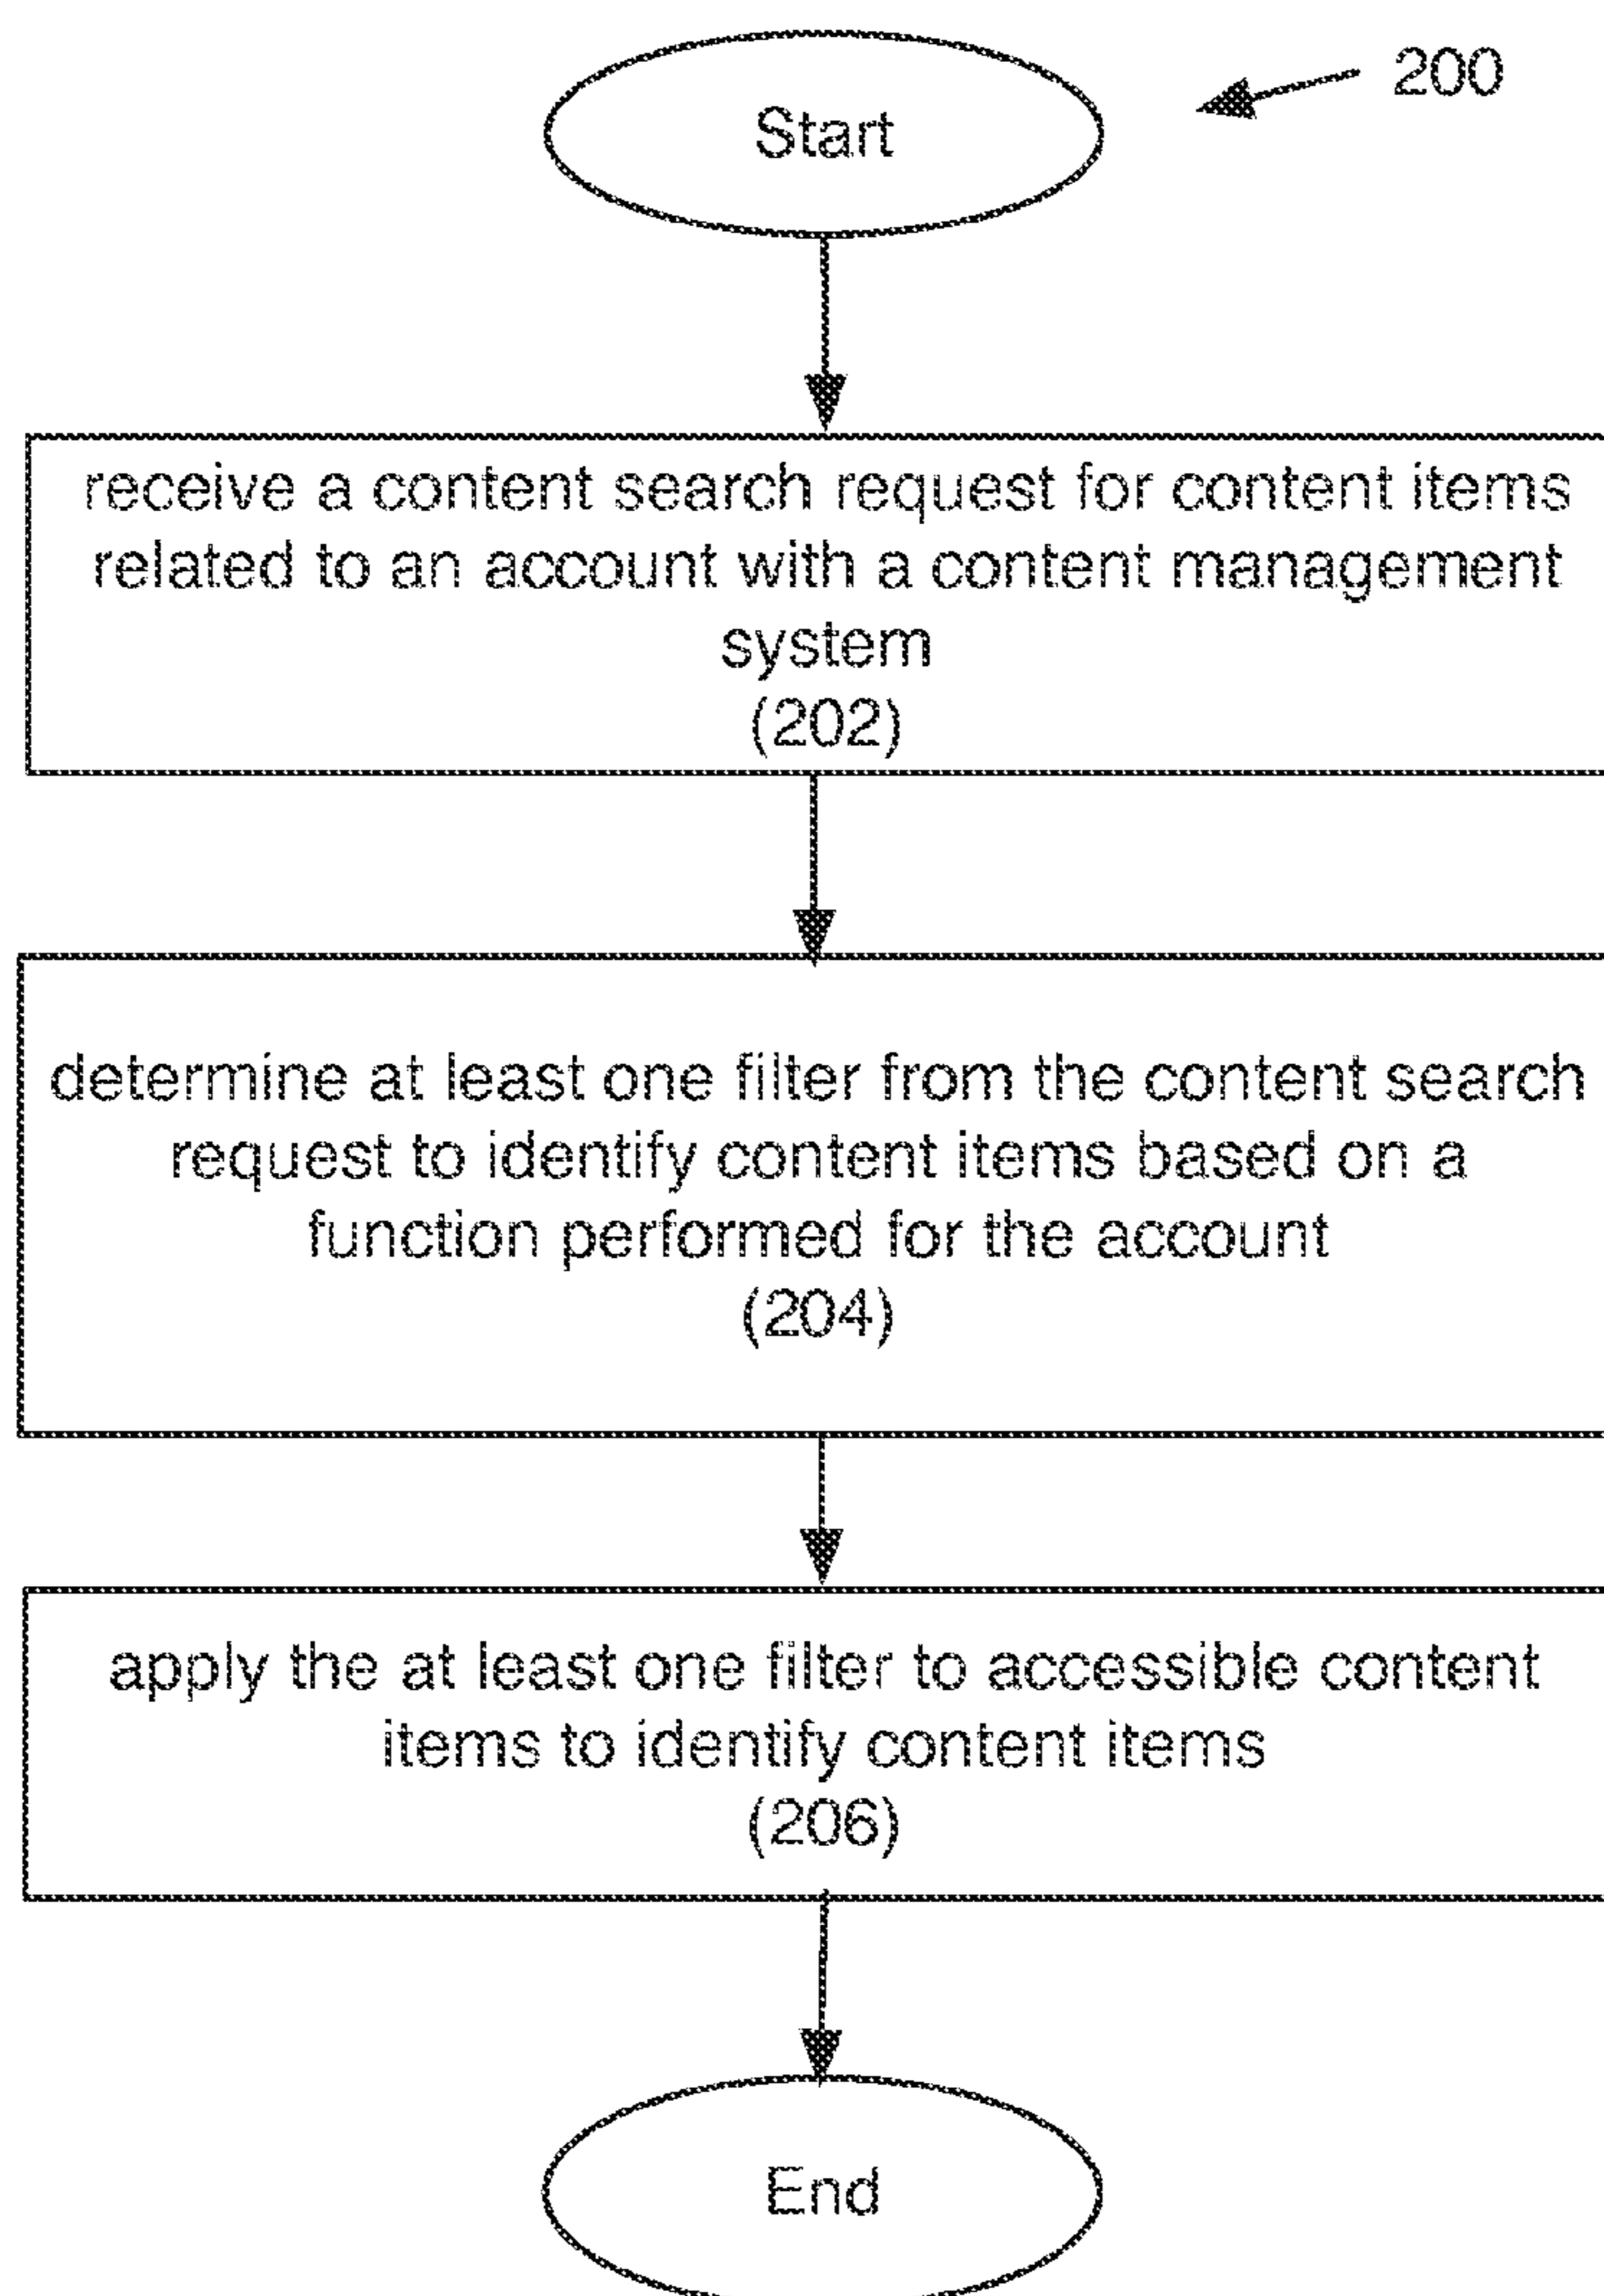 200
Start
receive a content search request for content items
related to an account with a content management
system
(202)
determine at least one filter from the content search
request to identify content items based on a
function performed for the account
(204)
apply the at least one filter to accessible content
items to identify content items
(206)
End